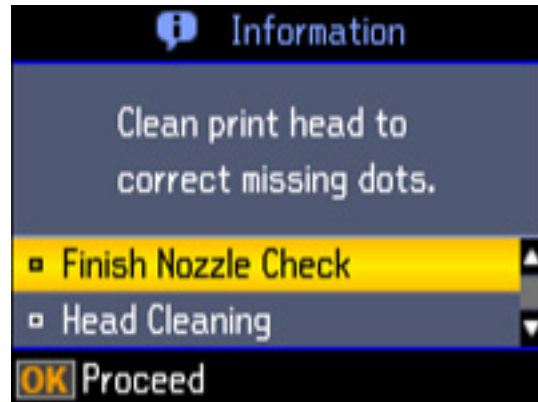 Information
Clean print head to
correct missing dots.
Finish Nozzle Check
Head Cleaning
OK Proceed